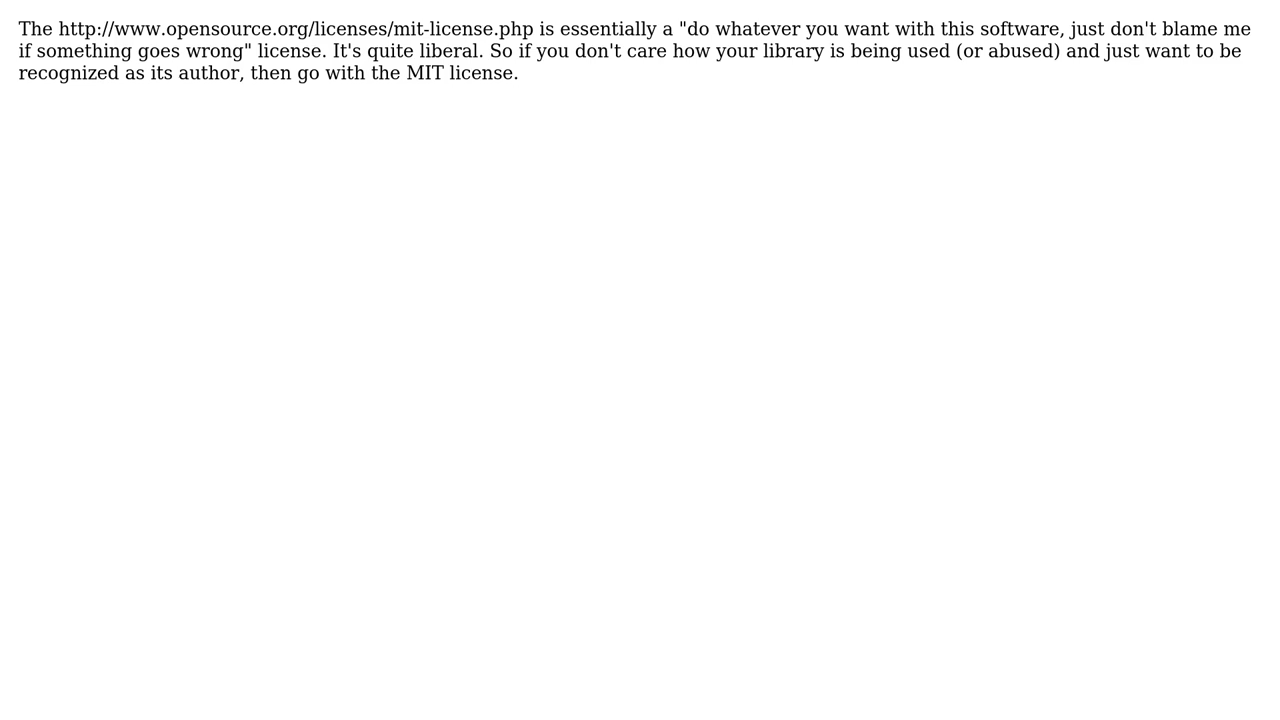 The http://www.opensource.org/licenses/mit-license.php is essentially a "do whatever you want with this software, just don't blame me
if something goes wrong" license. It's quite liberal. So if you don't care how your library is being used (or abused) and just want to be
recognized as its author, then go with the MIT license.